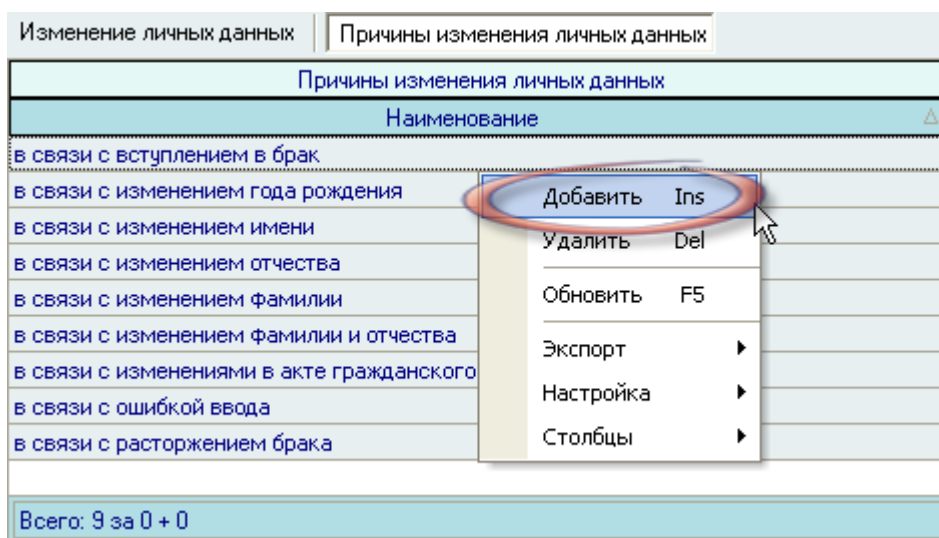 Изменение личных данных Причины изменения личных данных
Причины изменения личных данных
Наименование
в связи с вступлением в брак
в связи с изменением года рождения
в связи с изменением имени
в связи с изменением отчества
в связи с изменением фамилии
в связи с изменением фамилии и отчества
в связи с изменениями в акте гражданского
в связи с ошибкой ввода
в связи с расторжением брака
Добавить Ins
Удалить Del
Обновить F5
Экспорт
Настройка
Столбцы
Всего: 9 за 0 + 0